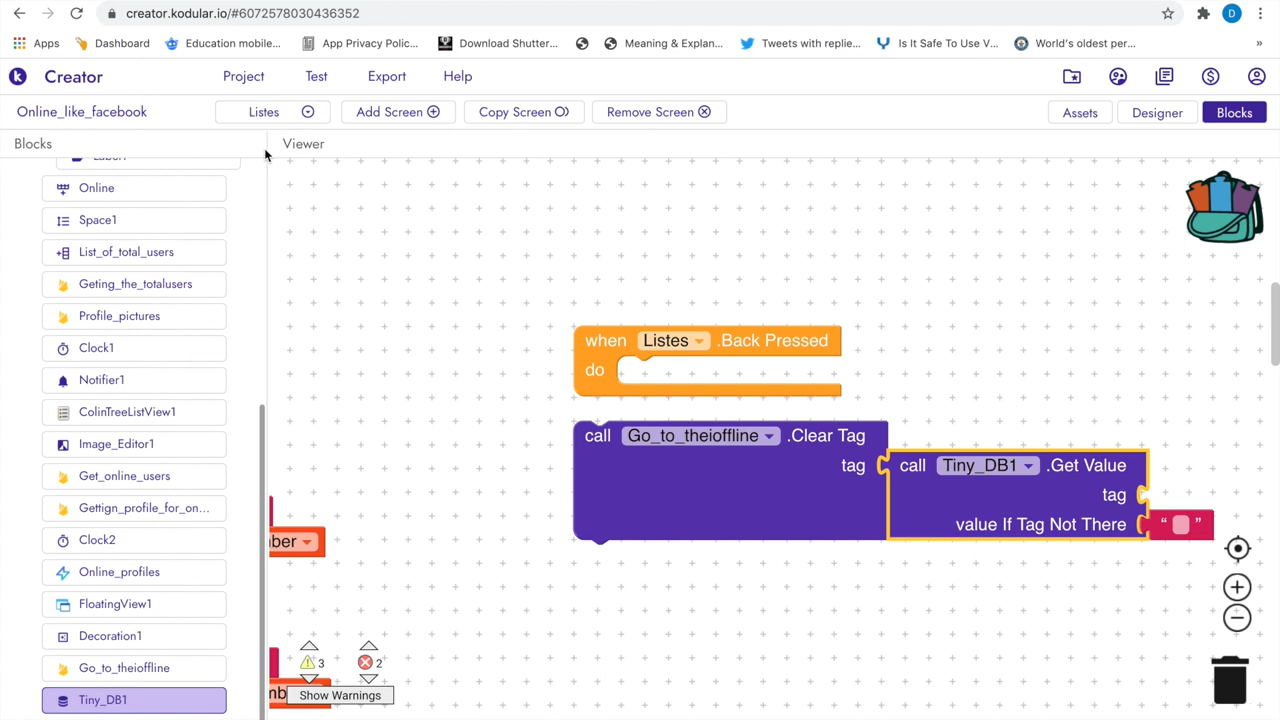 creator.kodular.io/#6072578030436352
D
Apps
Dashboard
Education mobile...
App Privacy Polic...
Download Shutter...
Meaning & Explan...
Tweets with replie...
Is It Safe To Use V...
World's oldest per...
»
Creator
Project
Test
Export
Help
Online_like_facebook
Listes
Add Screen
Copy Screen
Remove Screen
Assets
Designer
Blocks
Blocks
Viewer
Label1
Online
Space1
List_of_total_users
Geting_the_totalusers
Profile_pictures
Clock1
Notifier1
ColinTreeListView1
Image_Editor1
Get_online_users
Gettign_profile_for_on...
Clock2
Online_profiles
FloatingView1
Decoration1
Go_to_theioffline
Tiny_DB1
when Listes .Back Pressed
do
call Go_to_theioffline .Clear Tag
tag
call Tiny_DB1 .Get Value
tag
value If Tag Not There
“ ”
ber
mb
3
2
Show Warnings